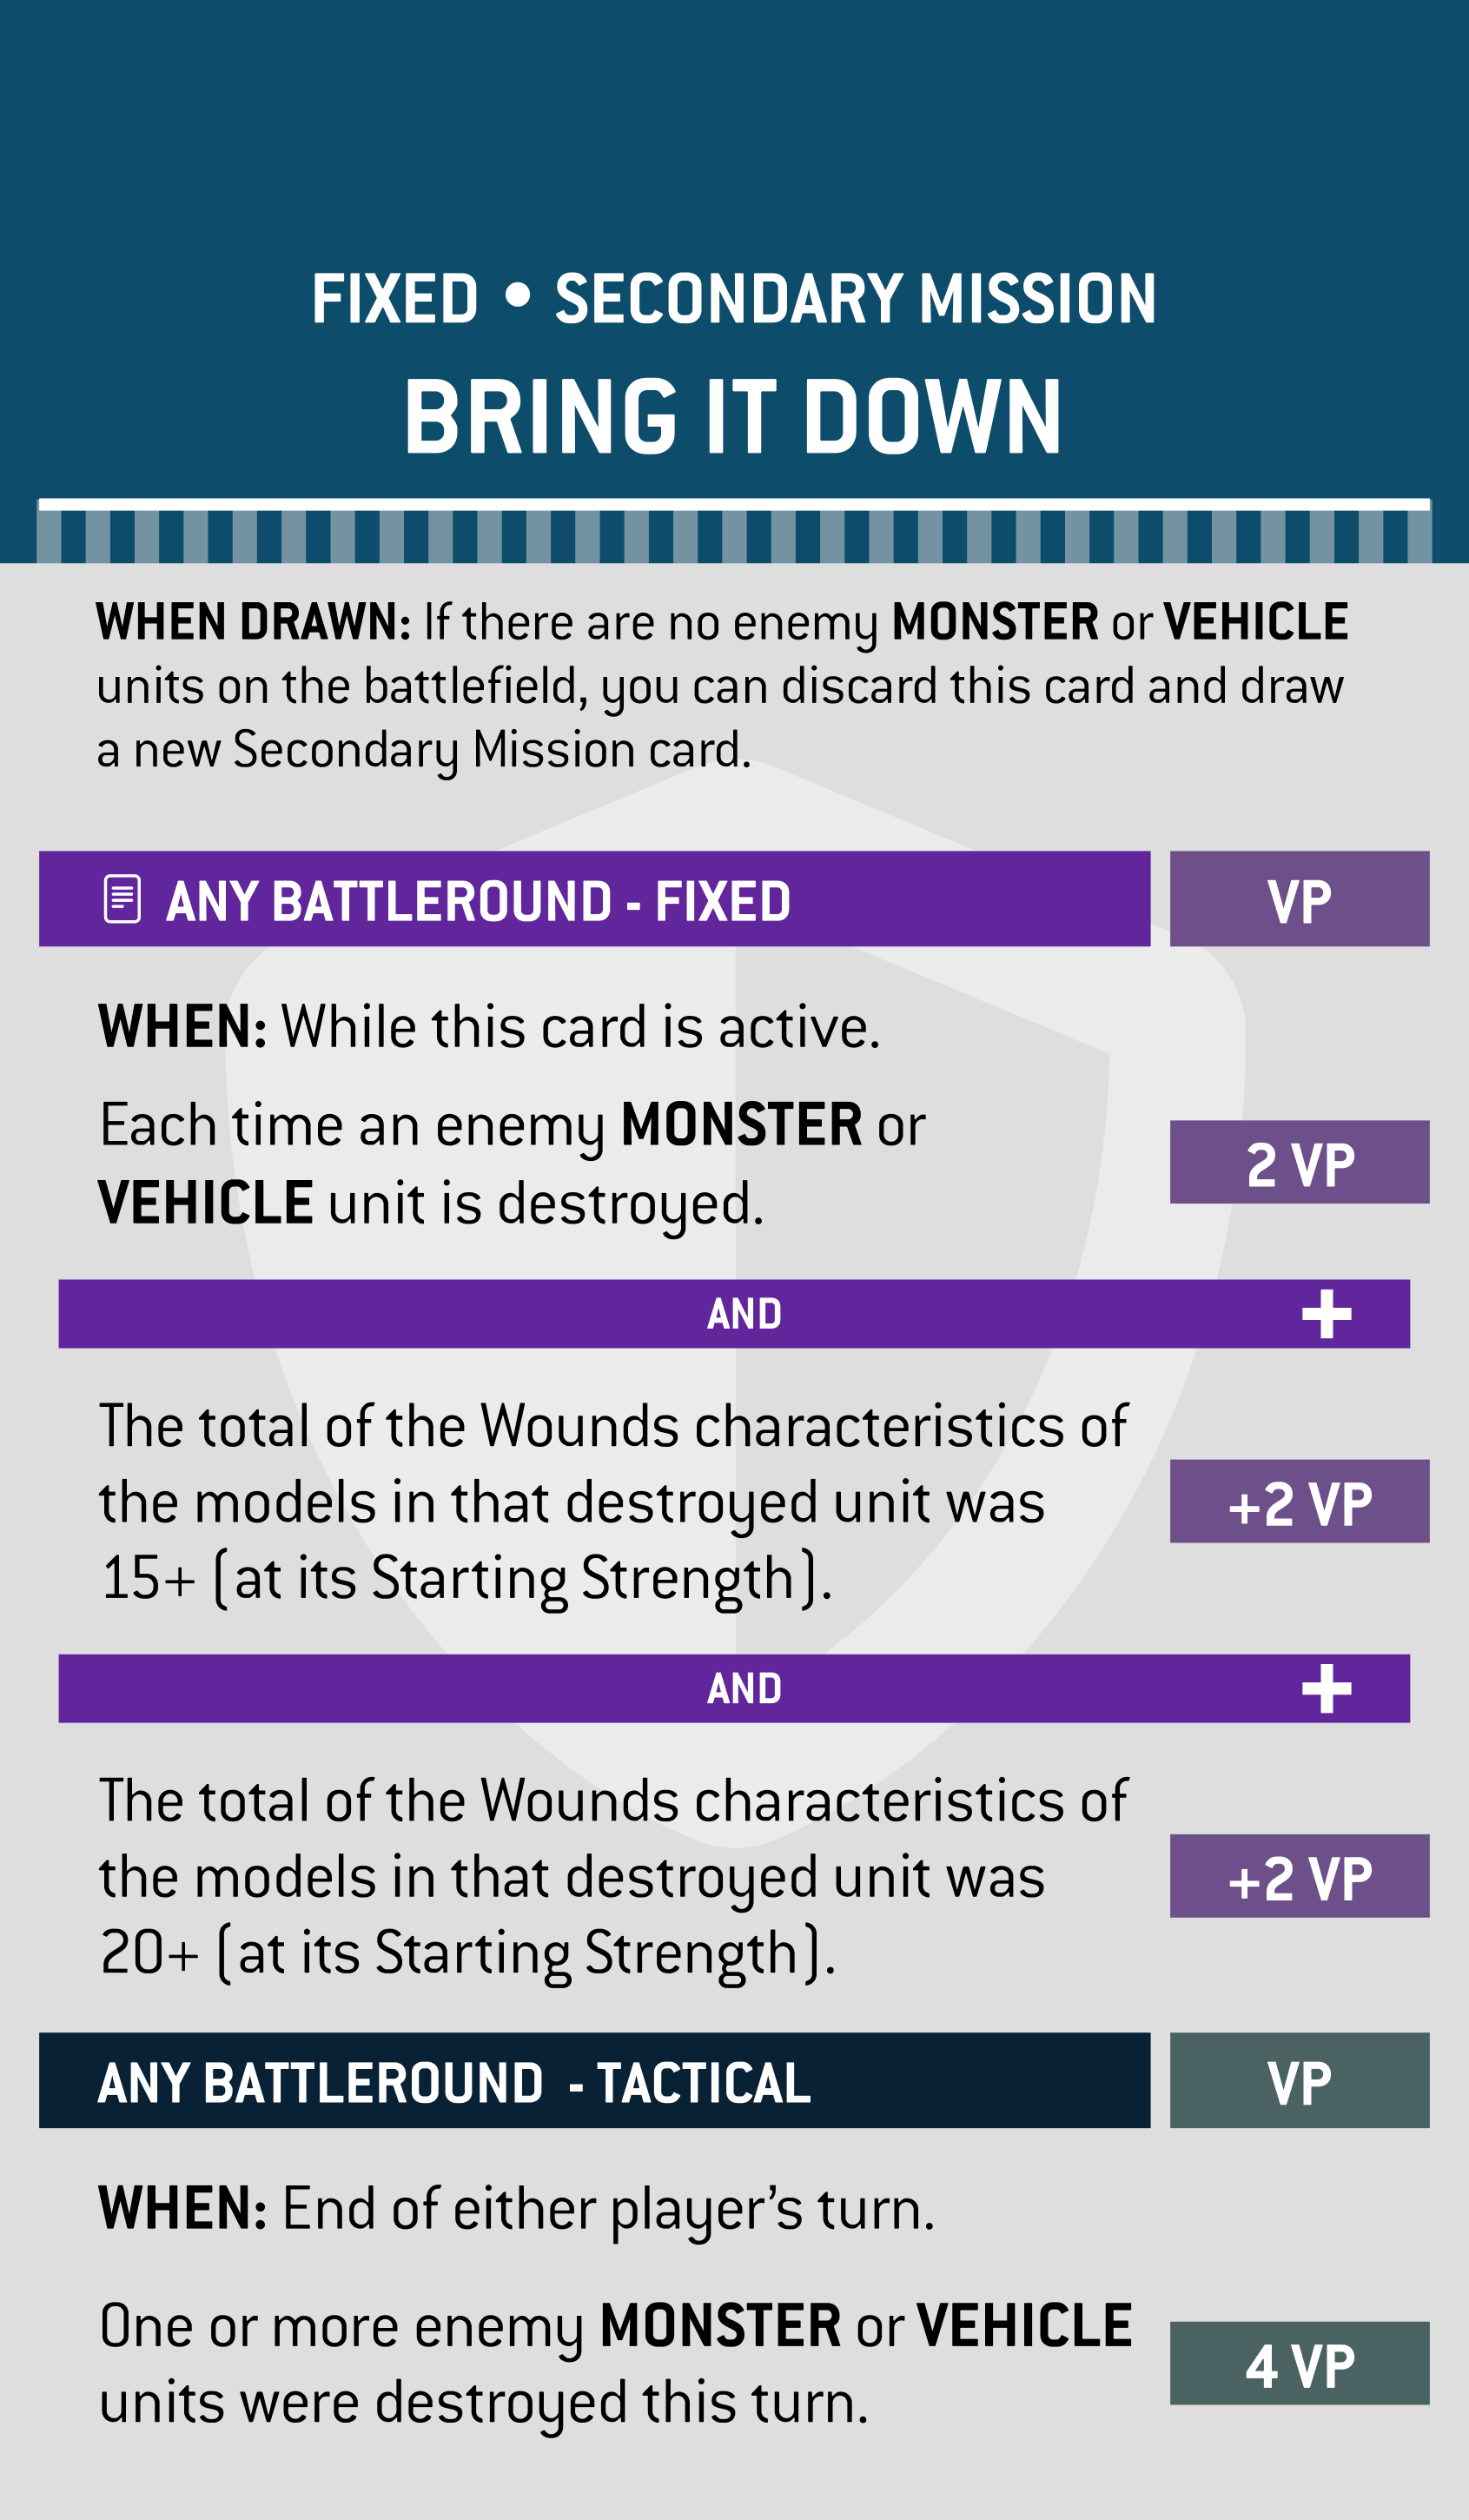 FIXED • SECONDARY MISSION
BRING IT DOWN
WHEN DRAWN: If there are no enemy MONSTER or VEHICLE
units on the battlefield, you can discard this card and draw
a new Secondary Mission card.
ANY BATTLEROUND - FIXED
VP
WHEN: While this card is active.
Each time an enemy MONSTER or
VEHICLE unit is destroyed.
2 VP
AND +
The total of the Wounds characteristics of
the models in that destroyed unit was
15+ (at its Starting Strength).
+2 VP
AND +
The total of the Wounds characteristics of
the models in that destroyed unit was
20+ (at its Starting Strength).
+2 VP
ANY BATTLEROUND - TACTICAL
VP
WHEN: End of either player's turn.
One or more enemy MONSTER or VEHICLE
units were destroyed this turn.
4 VP